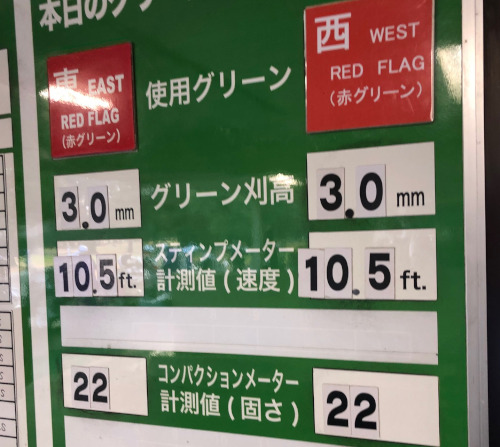 本日のグリーン
東 EAST
RED FLAG
(赤グリーン)
使用グリーン
西 WEST
RED FLAG
(赤グリーン)
3.0 mm
グリーン刈高
3.0 mm
10.5 ft.
スティンプメーター
計測値(速度)
10.5 ft.
22
コンパクションメーター
計測値(固さ)
22